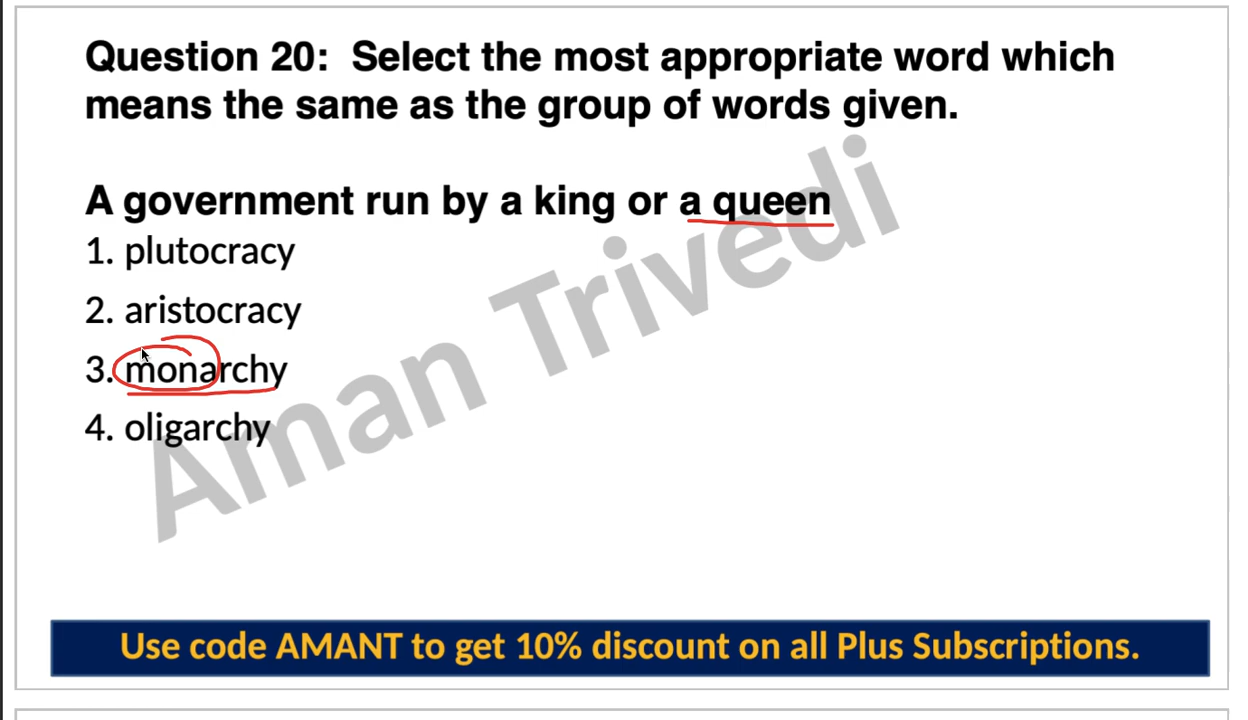 Question 20: Select the most appropriate word which
means the same as the group of words given.
A government run by a king or a queen
1. plutocracy
2. aristocracy
3. monarchy
4. oligarchy
Aman Trivedi
Use code AMANT to get 10% discount on all Plus Subscriptions.